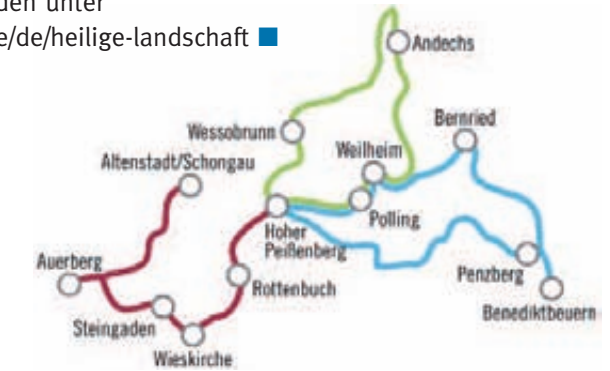 den unter
e/de/heilige-landschaft
Andechs
Bernried
Wessobrunn
Weilheim
Altenstadt/Schongau
Polling
Hoher
Peißenberg
Auerberg
Penzberg
Rottenbuch
Benediktbeuern
Steingaden
Wieskirche